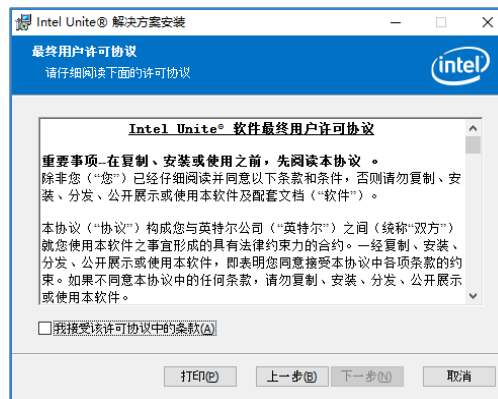 Intel Unite® 解决方案安装
最终用户许可协议
请仔细阅读下面的许可协议
intel
Intel Unite® 软件最终用户许可协议
重要事项--在复制、安装或使用之前，先阅读本协议 。
除非您（“您”）已经仔细阅读并同意以下条款和条件，否则请勿复制、安
装、分发、公开展示或使用本软件及配套文档（“软件”）。
本协议（“协议”）构成您与英特尔公司（“英特尔”）之间（统称“双方”）
就您使用本软件之事宜形成的具有法律约束力的合约。一经复制、安装、
分发、公开展示或使用本软件，即表明您同意接受本协议中各项条款的约
束。如果不同意本协议中的任何条款，请勿复制、安装、分发、公开展示
或使用本软件。
我接受该许可协议中的条款(A)
打印(P) 上一步(B) 下一步(N) 取消